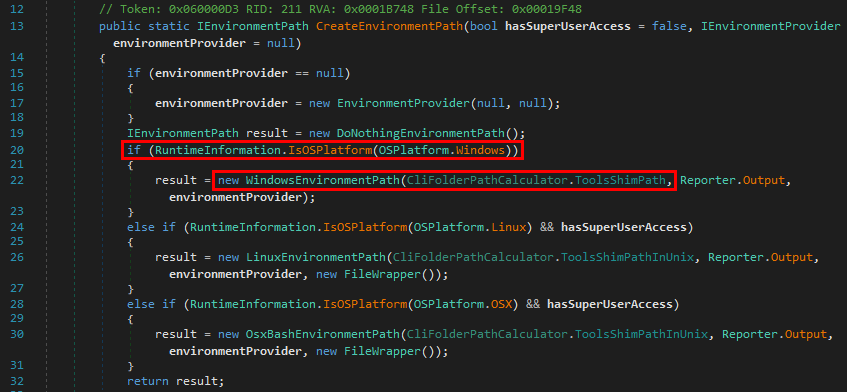 12 // Token: 0x060000D3 RID: 211 RVA: 0x0001B748 File Offset: 0x00019F48
13 public static IEnvironmentPath CreateEnvironmentPath(bool hasSuperUserAccess = false, IEnvironmentProvider
environmentProvider = null)
14 {
15 if (environmentProvider == null)
16 {
17 environmentProvider = new EnvironmentProvider(null, null);
18 }
19 IEnvironmentPath result = new DoNothingEnvironmentPath();
20 if (RuntimeInformation.IsOSPlatform(OSPlatform.Windows))
21 {
22 result = new WindowsEnvironmentPath(CliFolderPathCalculator.ToolsShimPath, Reporter.Output,
environmentProvider);
23 }
24 else if (RuntimeInformation.IsOSPlatform(OSPlatform.Linux) && hasSuperUserAccess)
25 {
26 result = new LinuxEnvironmentPath(CliFolderPathCalculator.ToolsShimPathInUnix, Reporter.Output,
environmentProvider, new FileWrapper());
27 }
28 else if (RuntimeInformation.IsOSPlatform(OSPlatform.OSX) && hasSuperUserAccess)
29 {
30 result = new OsxBashEnvironmentPath(CliFolderPathCalculator.ToolsShimPathInUnix, Reporter.Output,
environmentProvider, new FileWrapper());
31 }
32 return result;